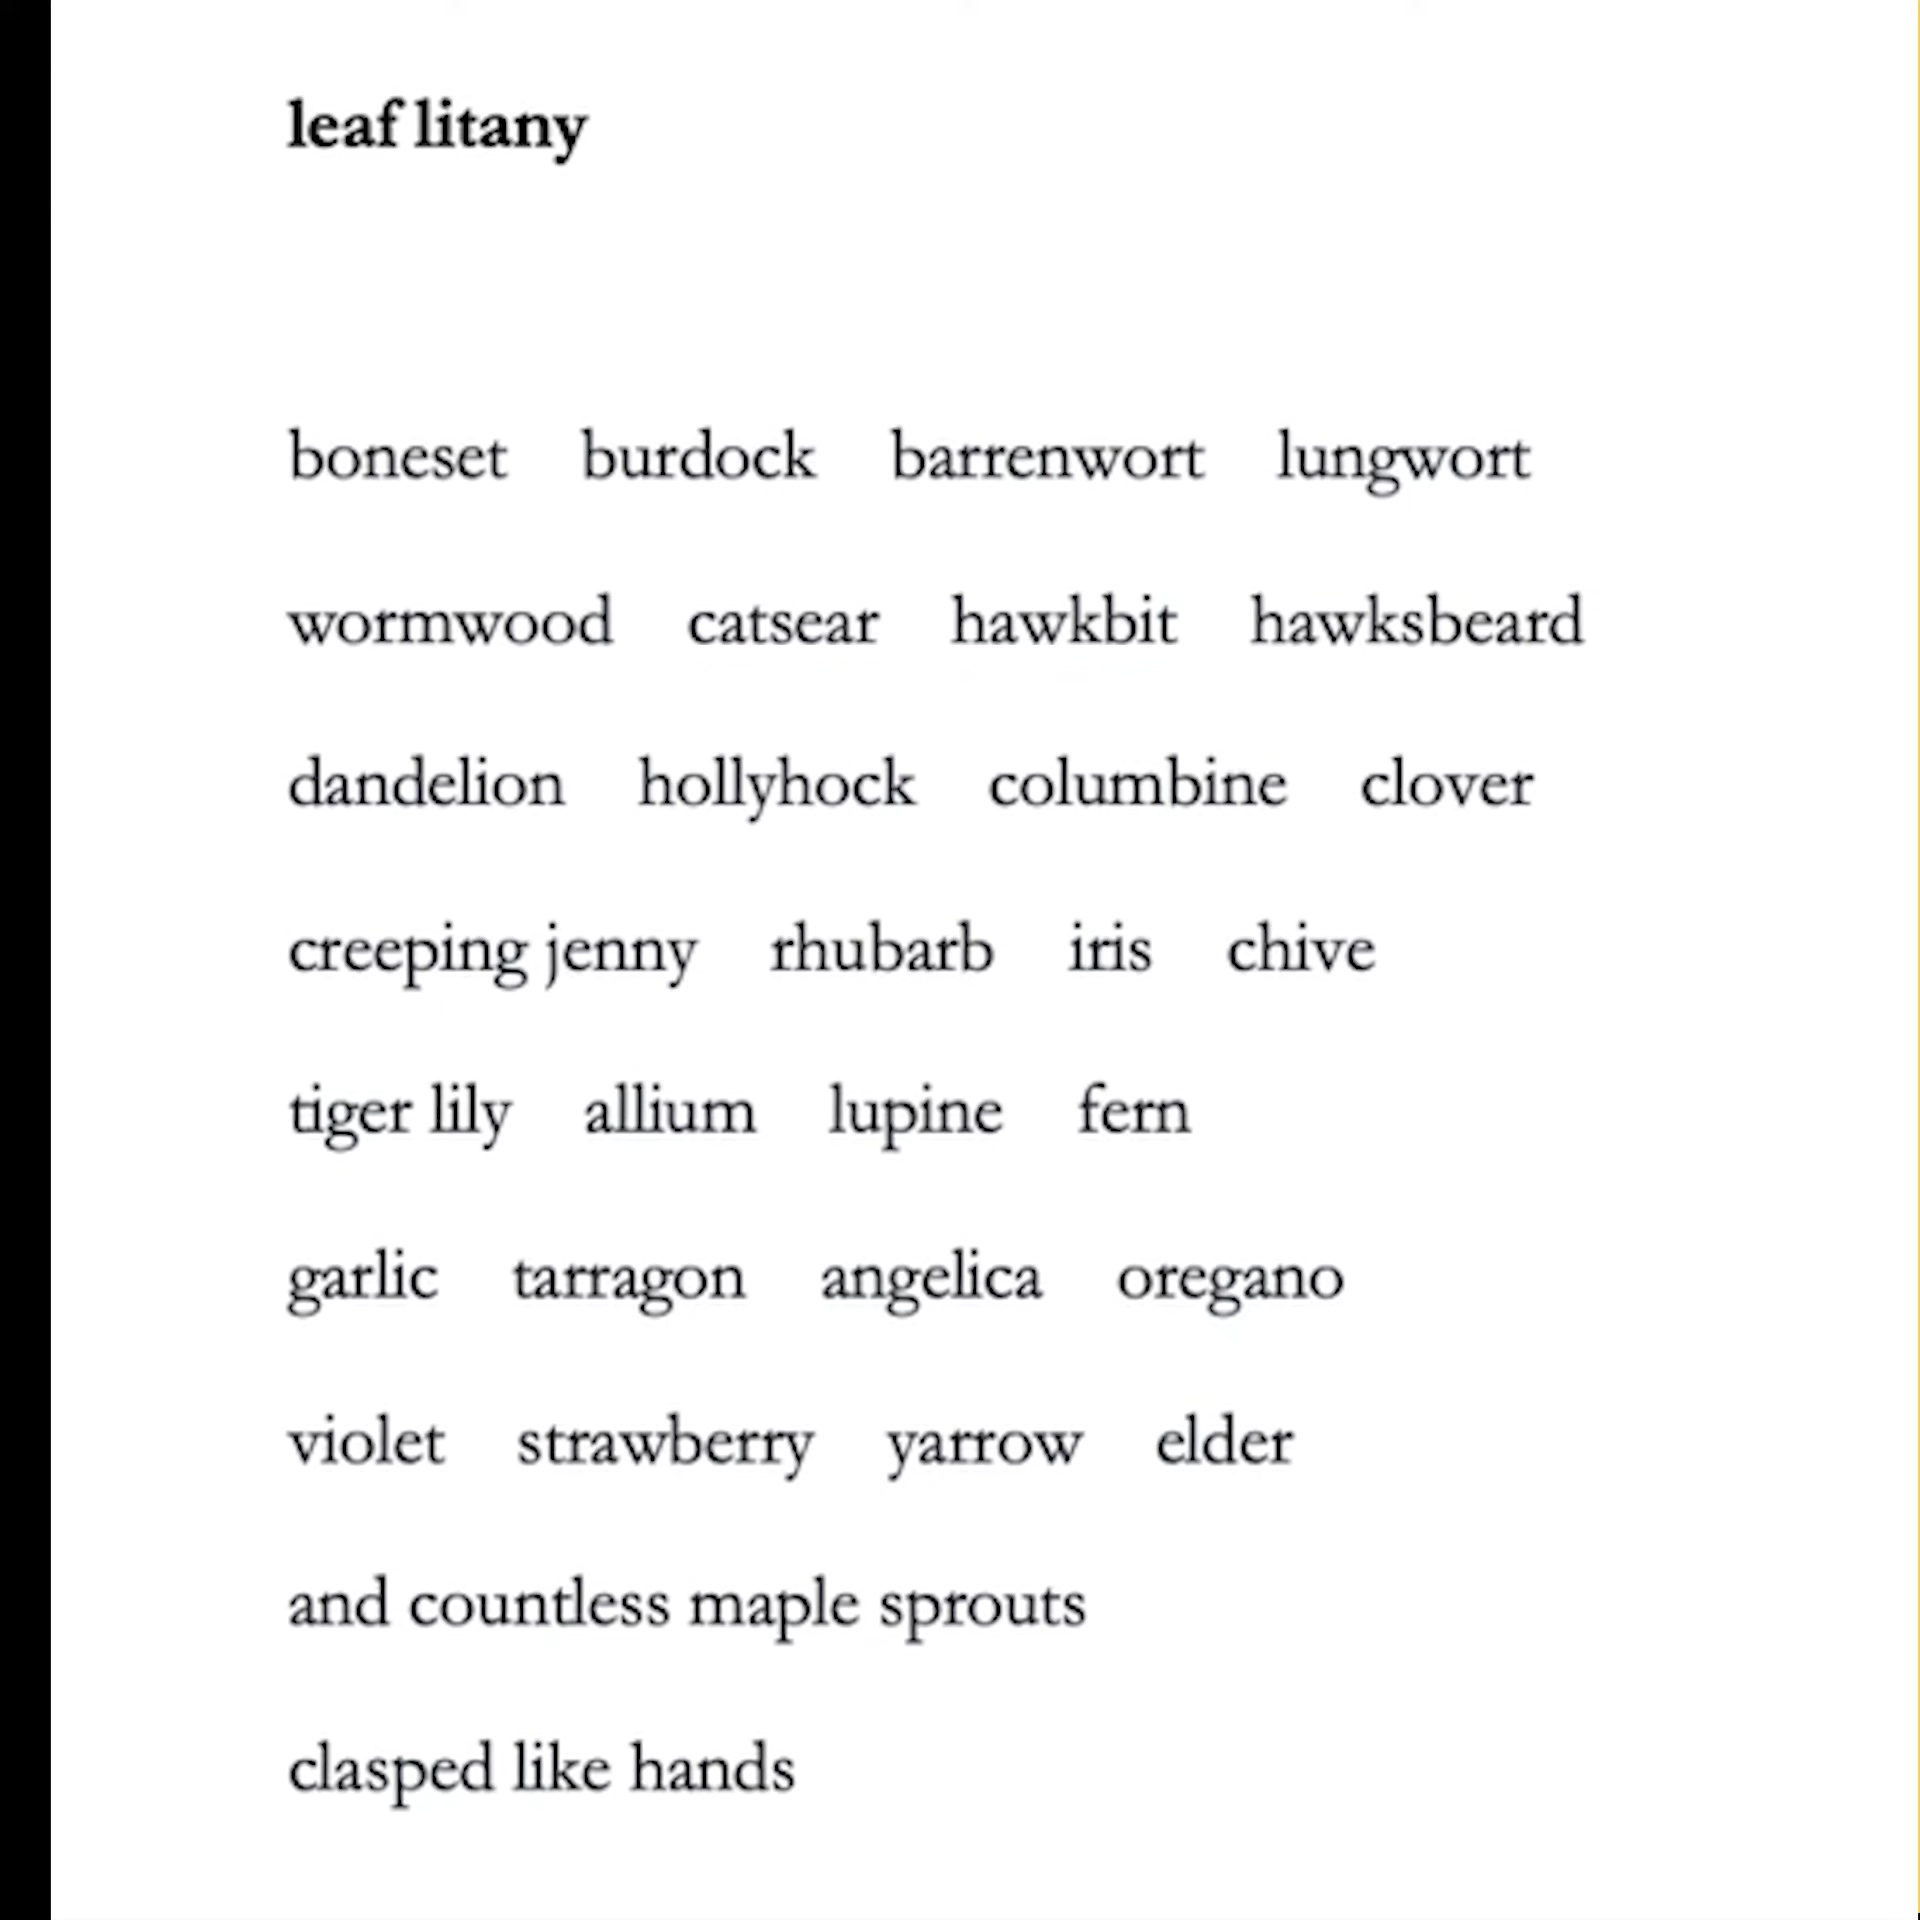 leaf litany
boneset burdock barrenwort lungwort
wormwood catsear hawkbit hawksbeard
dandelion hollyhock columbine clover
creeping jenny rhubarb iris chive
tiger lily allium lupine fern
garlic tarragon angelica oregano
violet strawberry yarrow elder
and countless maple sprouts
clasped like hands